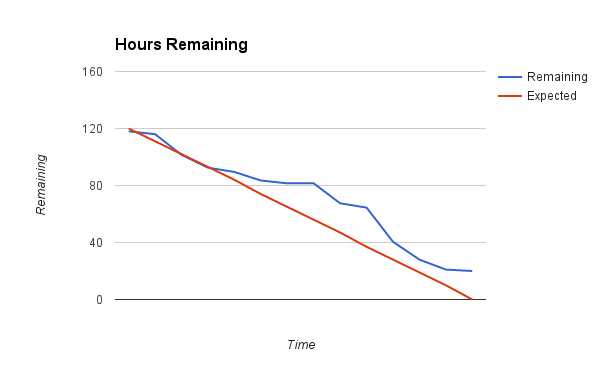 Hours Remaining
160
120
80
40
0
Remaining
Time
Remaining
Expected